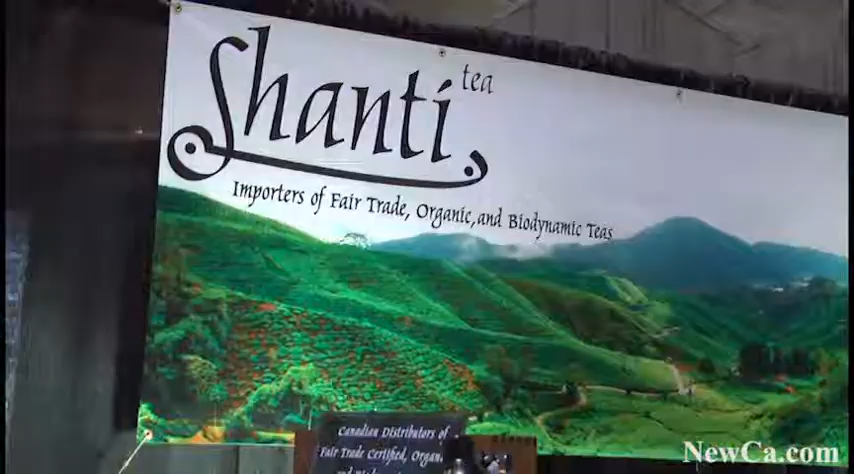 Shanti tea
Importers of Fair Trade, Organic, and Biodynamic Teas
Canadian Distributors of
Fair Trade Certified, Organic
NewCa.com